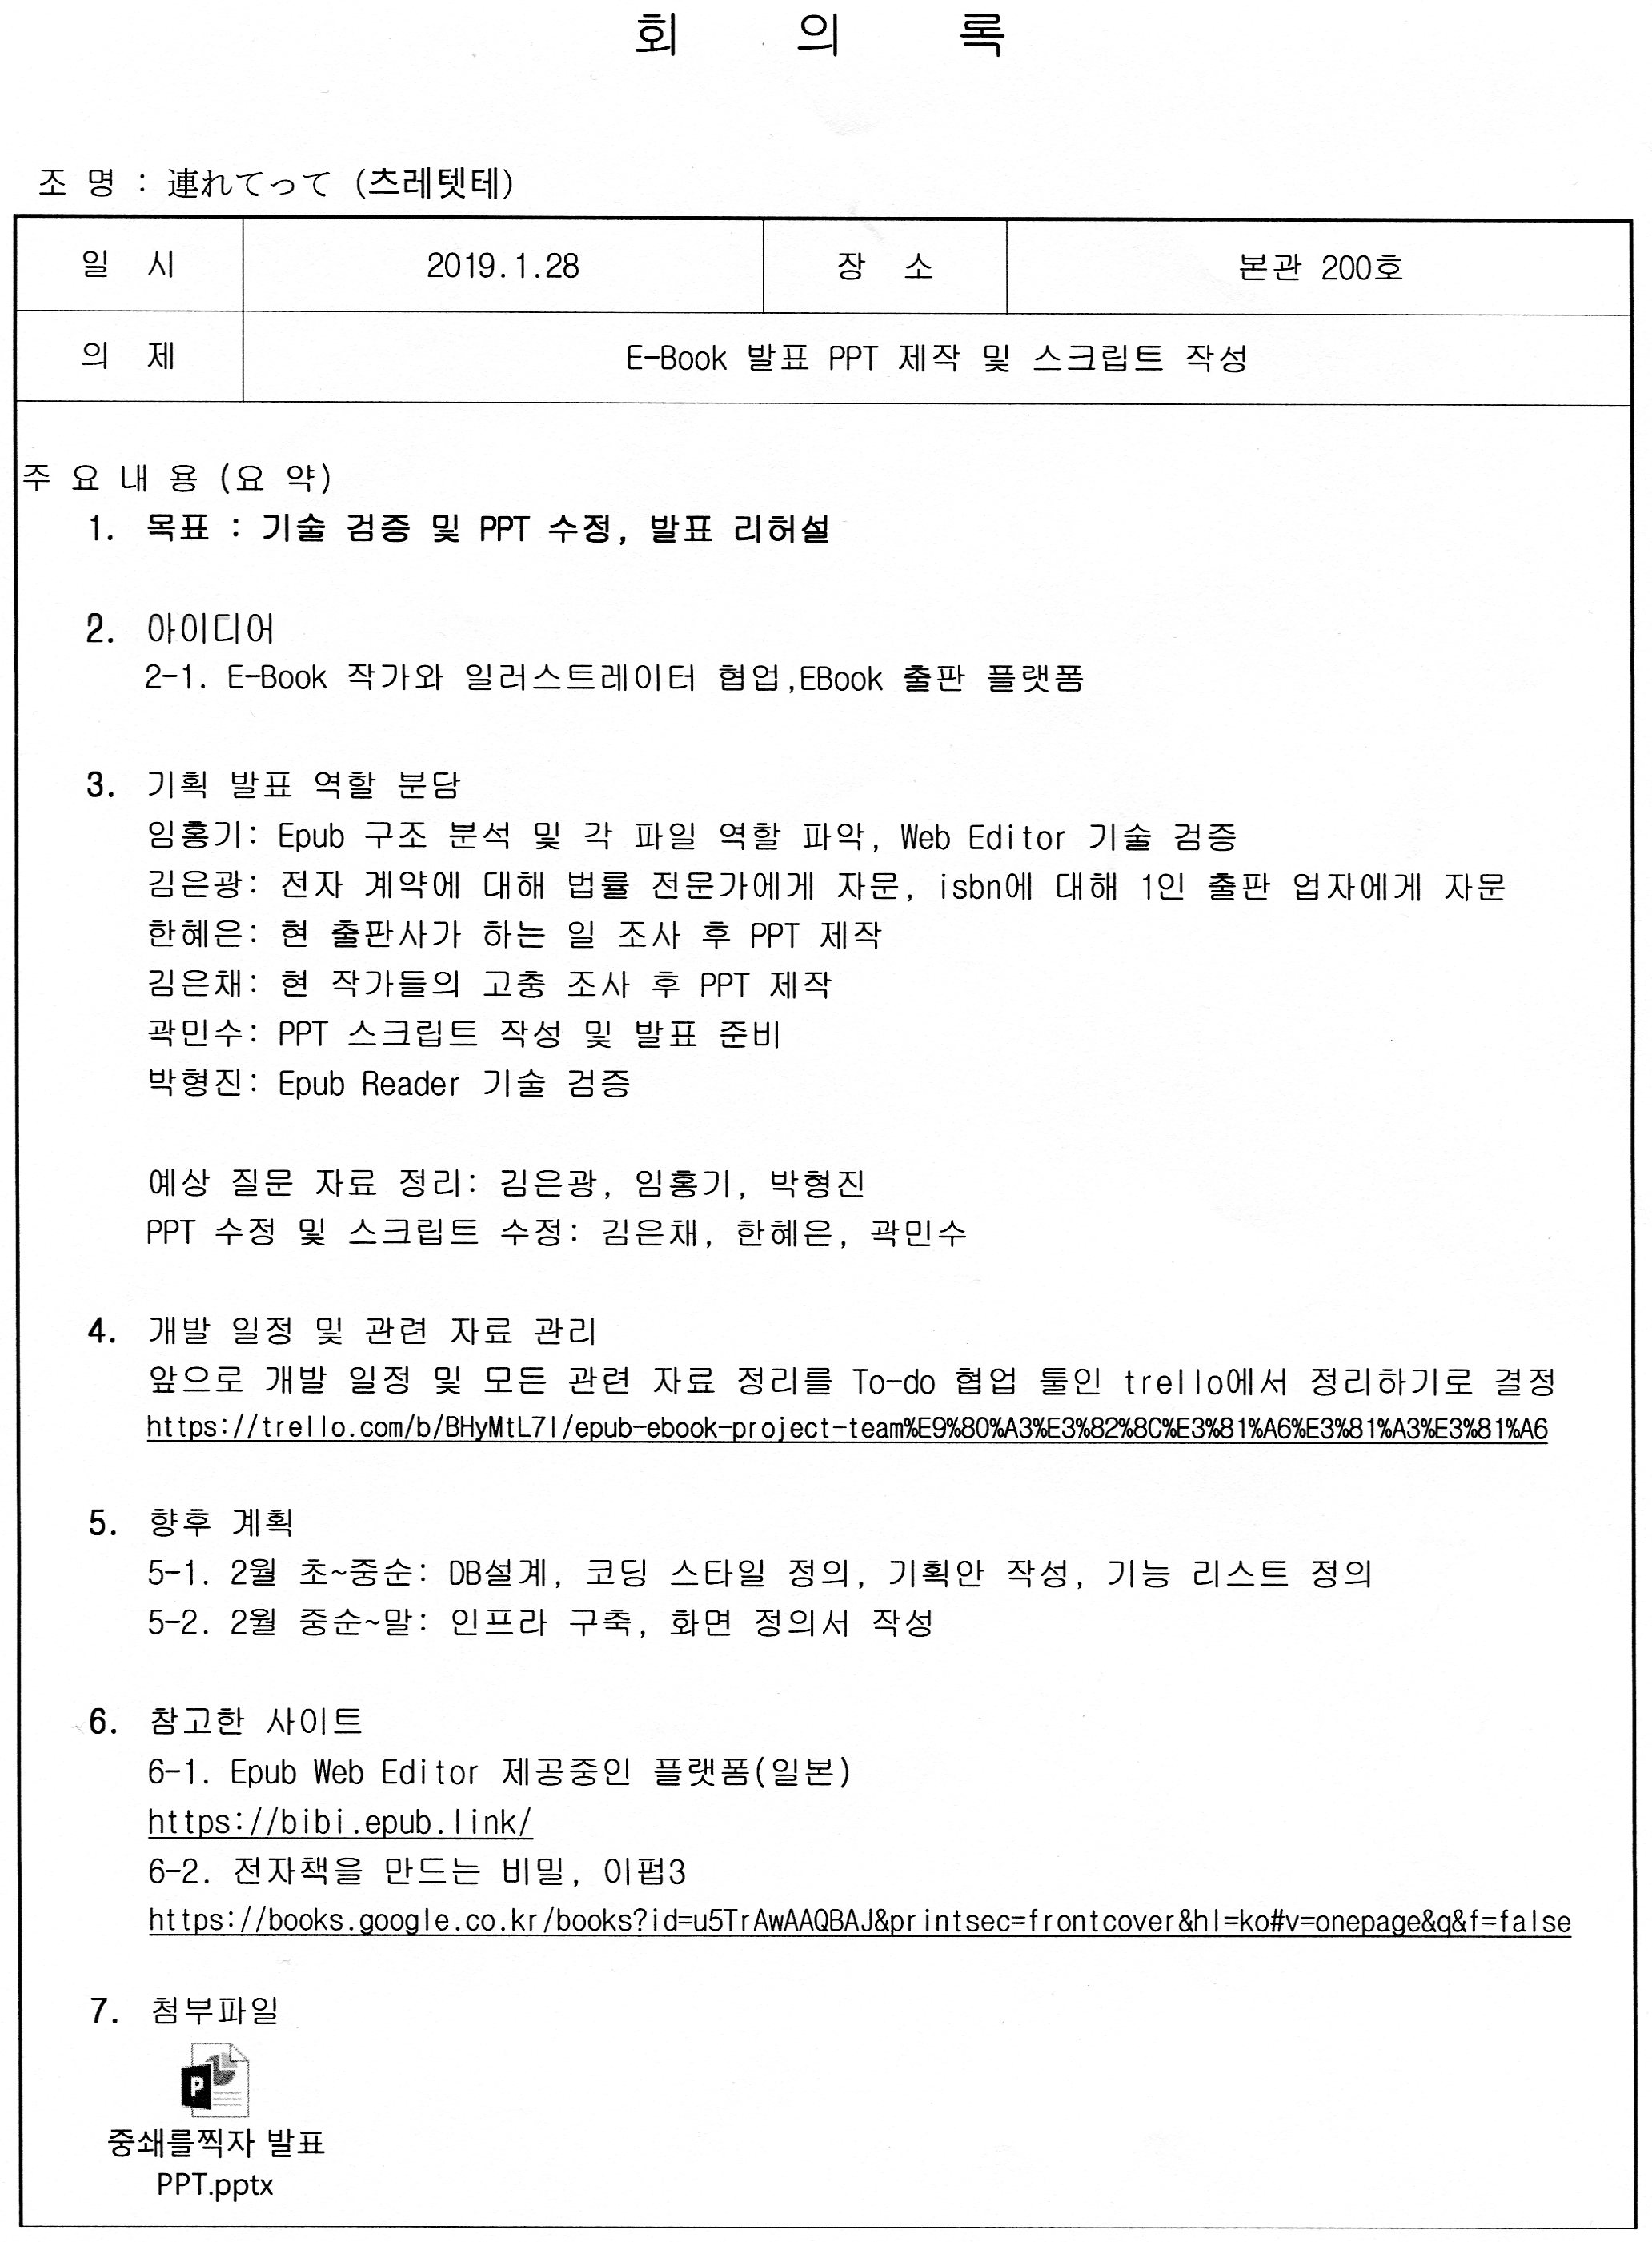 회 의 록
조 명 : 連れてって (츠레텟테)
일 시 2019.1.28 장 소 본관 200호
의 제 E-Book 발표 PPT 제작 및 스크립트 작성
주 요 내 용 (요 약)
1. 목표 : 기술 검증 및 PPT 수정, 발표 리허설
2. 아이디어
2-1. E-Book 작가와 일러스트레이터 협업,EBook 출판 플랫폼
3. 기획 발표 역할 분담
임홍기: Epub 구조 분석 및 각 파일 역할 파악, Web Editor 기술 검증
김은광: 전자 계약에 대해 법률 전문가에게 자문, isbn에 대해 1인 출판 업자에게 자문
한혜은: 현 출판사가 하는 일 조사 후 PPT 제작
김은채: 현 작가들의 고충 조사 후 PPT 제작
곽민수: PPT 스크립트 작성 및 발표 준비
박형진: Epub Reader 기술 검증
예상 질문 자료 정리: 김은광, 임홍기, 박형진
PPT 수정 및 스크립트 수정: 김은채, 한혜은, 곽민수
4. 개발 일정 및 관련 자료 관리
앞으로 개발 일정 및 모든 관련 자료 정리를 To-do 협업 툴인 trello에서 정리하기로 결정
https://trello.com/b/BHyMtL7l/epub-ebook-project-team%E9%80%A3%E3%82%8C%E3%81%A6%E3%81%A3%E3%81%A6
5. 향후 계획
5-1. 2월 초~중순: DB설계, 코딩 스타일 정의, 기획안 작성, 기능 리스트 정의
5-2. 2월 중순~말: 인프라 구축, 화면 정의서 작성
6. 참고한 사이트
6-1. Epub Web Editor 제공중인 플랫폼(일본)
https://bibi.epub.link/
6-2. 전자책을 만드는 비밀, 이펍3
https://books.google.co.kr/books?id=u5TrAwAAQBAJ&printsec=frontcover&hl=ko#v=onepage&q&f=false
7. 첨부파일
P
중쇄를찍자 발표
PPT.pptx